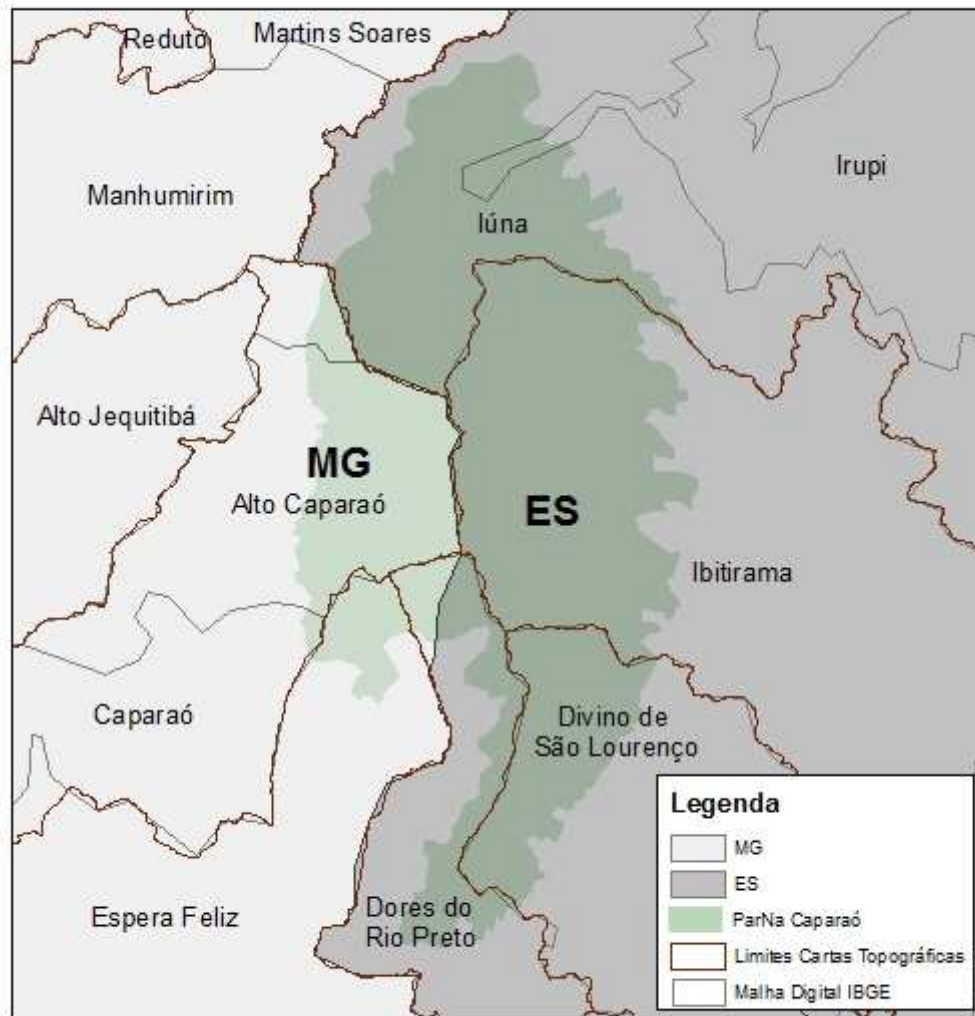 Reduto
Martins Soares
Manhumirim
Irupi
Iúna
Alto Jequitibá
MG
Alto Caparaó
ES
Ibitirama
Caparaó
Divino de
São Lourenço
Espera Feliz
Dores do
Rio Preto
Legenda
MG
ES
ParNa Caparaó
Limites Cartas Topográficas
Malha Digital IBGE